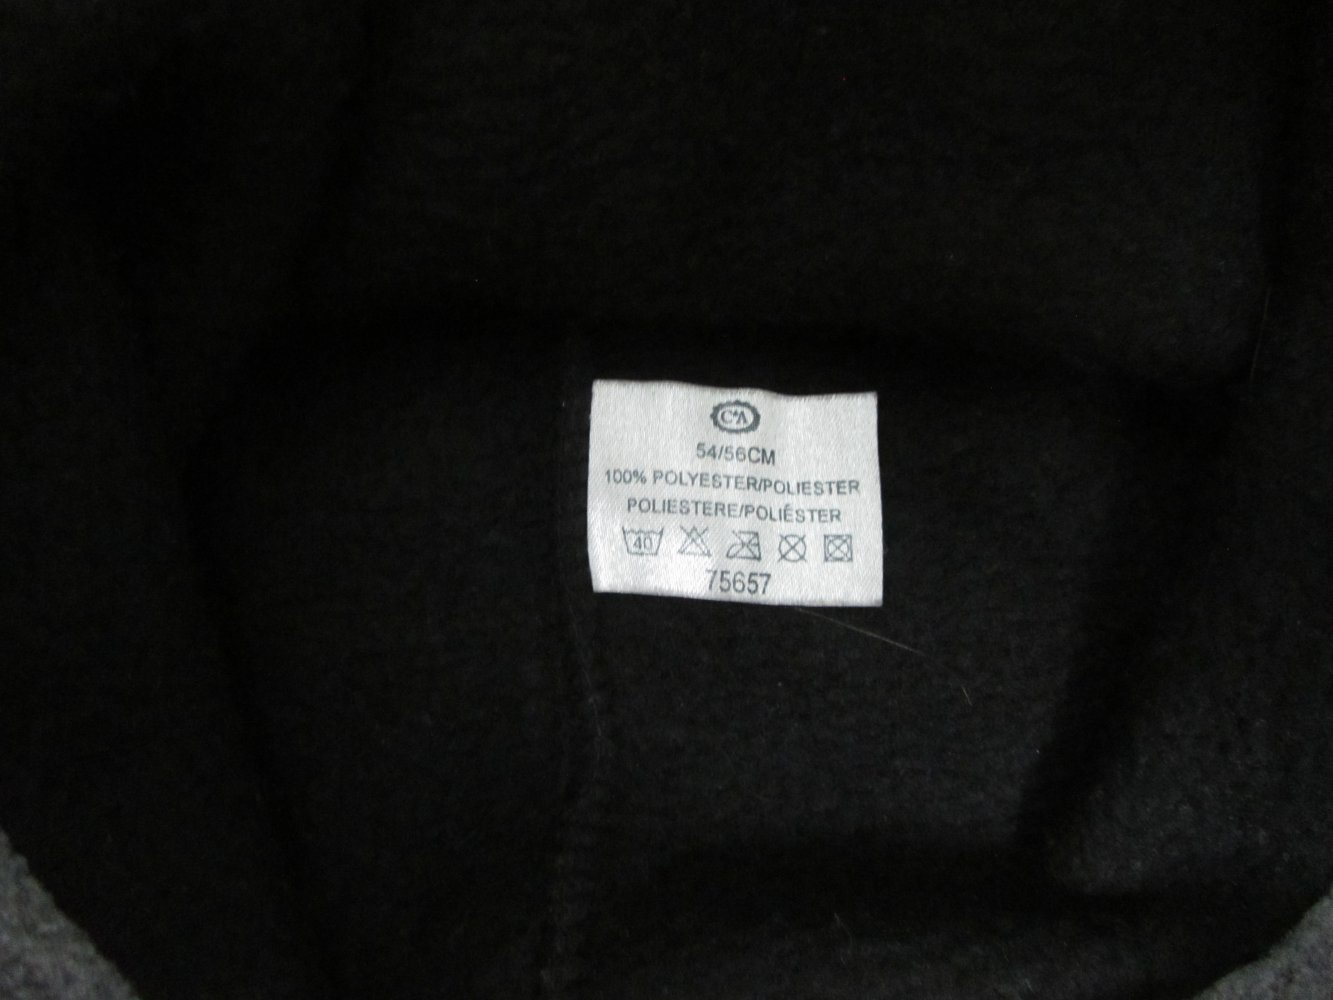 C&A
54/56CM
100% POLYESTER/POLIESTER
POLIESTERE/POLIÉSTER
40
75657